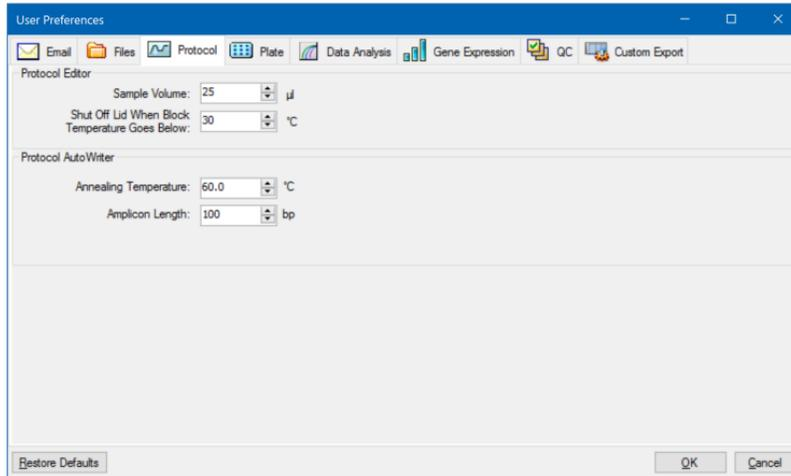 User Preferences
Email Files Protocol Plate Data Analysis Gene Expression QC Custom Export
Protocol Editor
Sample Volume: 25 µl
Shut Off Lid When Block
Temperature Goes Below: 30 °C
Protocol AutoWriter
Annealing Temperature: 60.0 °C
Amplicon Length: 100 bp
Restore Defaults OK Cancel